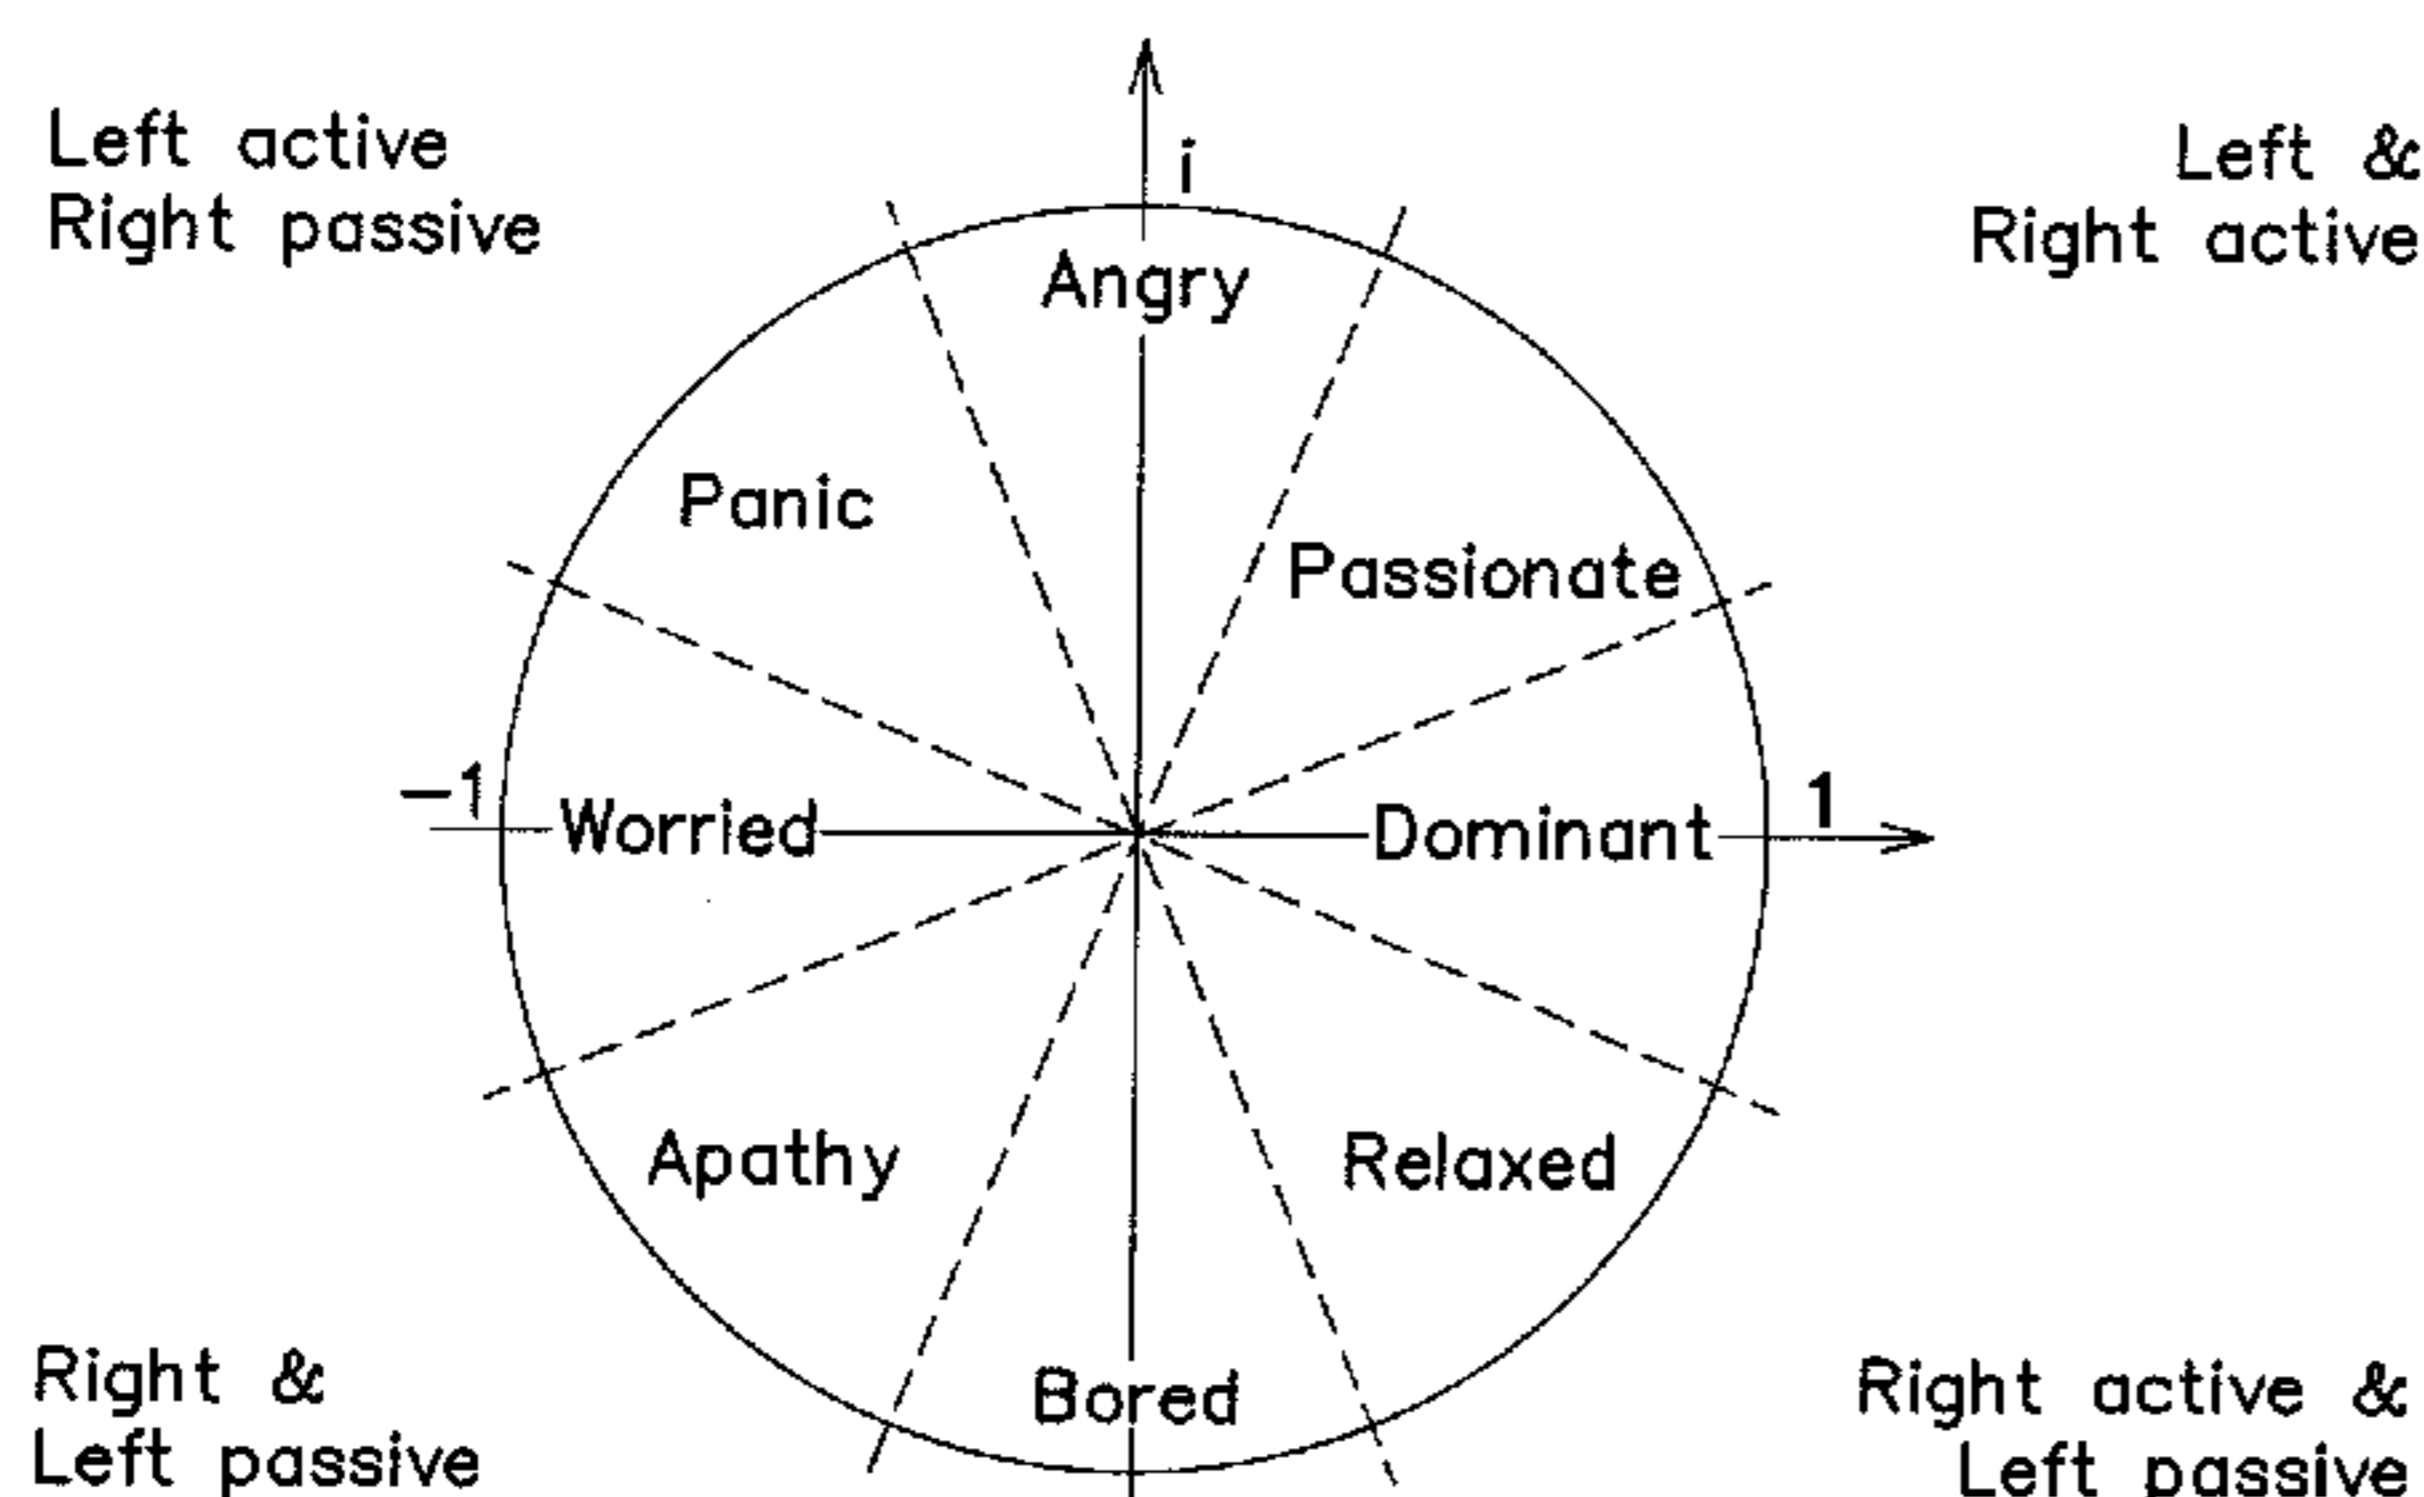 Left active
Right passive
Left &
Right active
i
Angry
Panic
Passionate
-1
Worried
Dominant
1
Apathy
Relaxed
Bored
Right &
Left passive
Right active &
Left passive